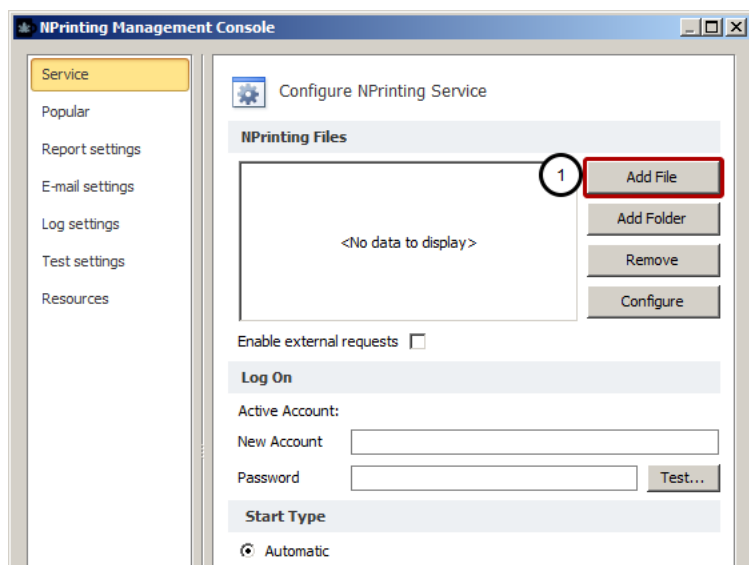 NPrinting Management Console
Service
Popular
Report settings
E-mail settings
Log settings
Test settings
Resources
Configure NPrinting Service
NPrinting Files
<No data to display>
1
Add File
Add Folder
Remove
Configure
Enable external requests
Log On
Active Account:
New Account
Password
Test...
Start Type
Automatic